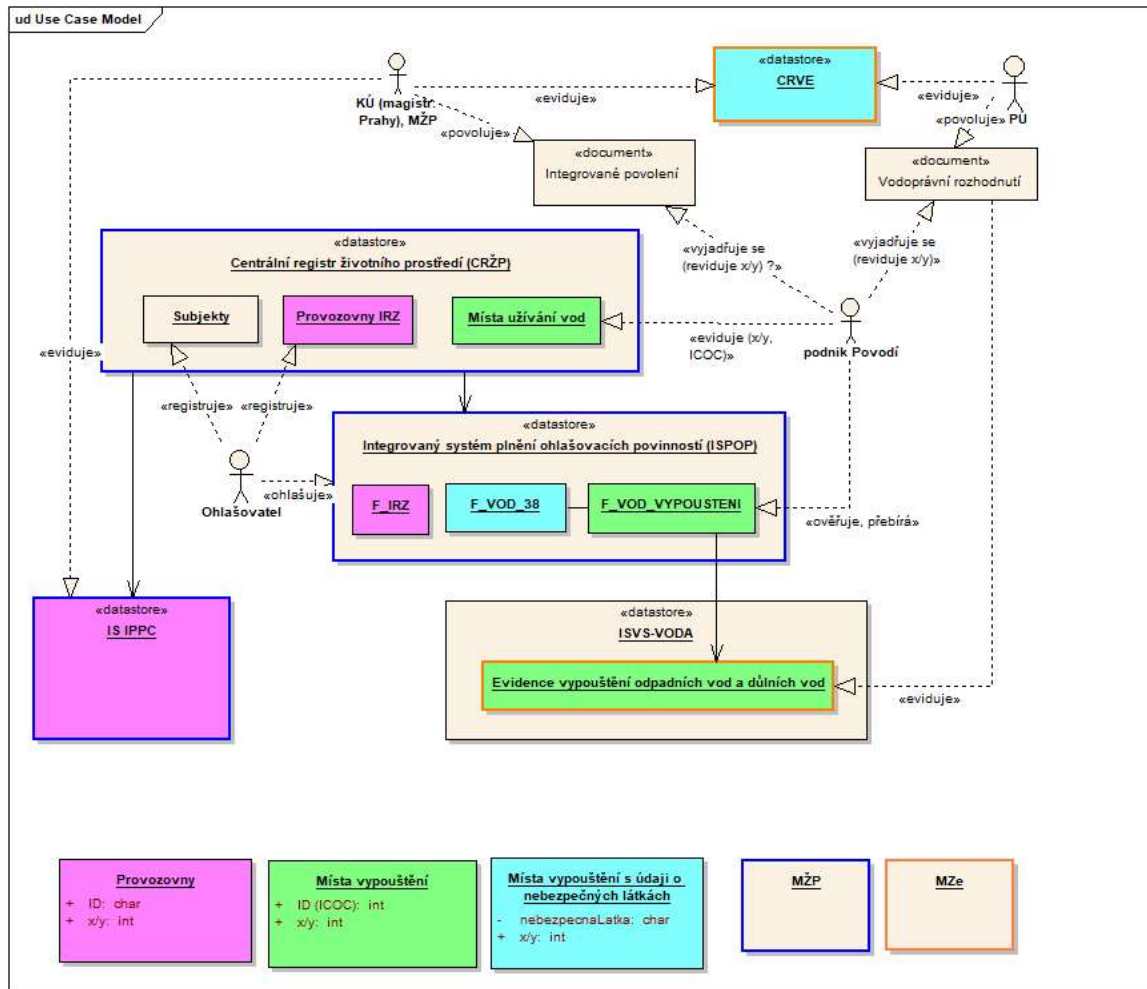 ud Use Case Model
«datastore»
CRVE
KÚ (magistr.
Prahy), MŽP
«eviduje»
«eviduje»
PÚ
«povoluje»
«povoluje»
«document»
Integrované povolení
«document»
Vodoprávní rozhodnutí
«datastore»
Centrální registr životního prostředí (CRŽP)
«vyjadřuje se
(reviduje x/y) ?»
«vyjadřuje se
(reviduje x/y)»
Subjekty
Provozovny IRZ
Místa užívání vod
«eviduje»
«eviduje (x/y,
ICOC)»
podnik Povodí
«registruje»
«registruje»
«datastore»
Integrovaný systém plnění ohlašovacích povinností (ISPOP)
Ohlašovatel
«ohlašuje»
F_IRZ
F_VOD_38
F_VOD_VYPOUSTENI
«ověřuje, přebírá»
«datastore»
IS IPPC
«datastore»
ISVS-VODA
Evidence vypouštění odpadních vod a důlních vod
«eviduje»
Provozovny
+ ID: char
+ x/y: int
Místa vypouštění
+ ID (ICOC): int
+ x/y: int
Místa vypouštění s údaji o
nebezpečných látkách
- nebezpecnaLatka: char
+ x/y: int
MŽP
MZe